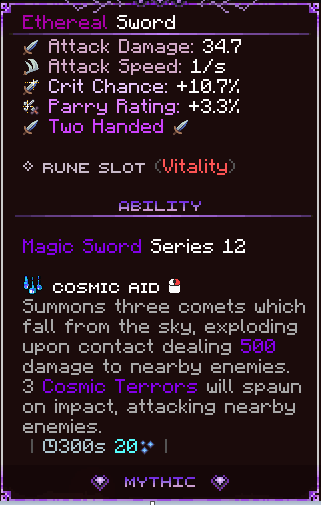 Ethereal Sword
Attack Damage: 34.7
Attack Speed: 1/s
Crit Chance: +10.7%
Parry Rating: +3.3%
Two Handed
RUNE SLOT (Vitality)
ABILITY
Magic Sword Series 12
COSMIC AID
Summons three comets which
fall from the sky, exploding
upon contact dealing 500
damage to nearby enemies.
3 Cosmic Terrors will spawn
on impact, attacking nearby
enemies.
| 300s 20 |
MYTHIC